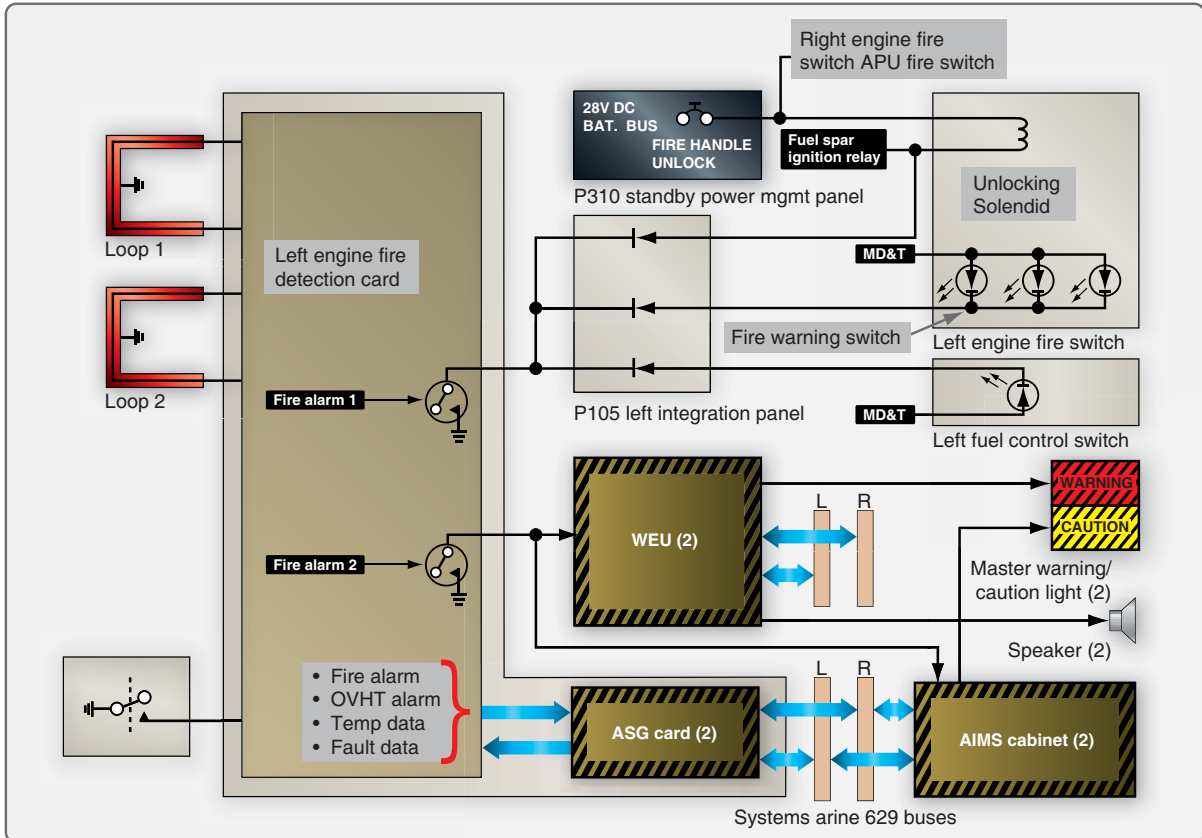 Right engine fire
switch APU fire switch
28V DC
BAT. BUS
FIRE HANDLE
UNLOCK
P310 standby power mgmt panel
Fuel spar
ignition relay
Unlocking
Solendid
MD&T
Fire warning switch
Left engine fire switch
Loop 1
Left engine fire
detection card
Loop 2
Fire alarm 1
P105 left integration panel
MD&T
Left fuel control switch
WEU (2)
L
R
WARNING
CAUTION
Master warning/
caution light (2)
Speaker (2)
Fire alarm 2
• Fire alarm
• OVHT alarm
• Temp data
• Fault data
ASG card (2)
L
R
AIMS cabinet (2)
Systems arine 629 buses